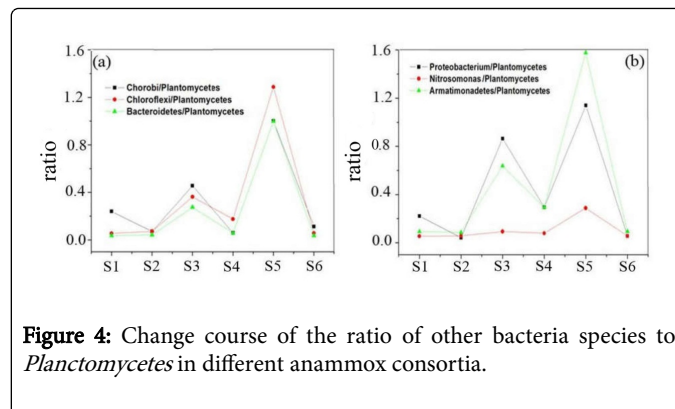 (a)
Chorobi/Plantomycetes
Chloroflexi/Plantomycetes
Bacteroidetes/Plantomycetes
ratio
1.6
1.2
0.8
0.4
0.0
S1 S2 S3 S4 S5 S6
(b)
Proteobacterium/Plantomycetes
Nitrosomonas/Plantomycetes
Armatimonadetes/Plantomycetes
ratio
1.6
1.2
0.8
0.4
0.0
S1 S2 S3 S4 S5 S6
Figure 4: Change course of the ratio of other bacteria species to
Planctomycetes in different anammox consortia.